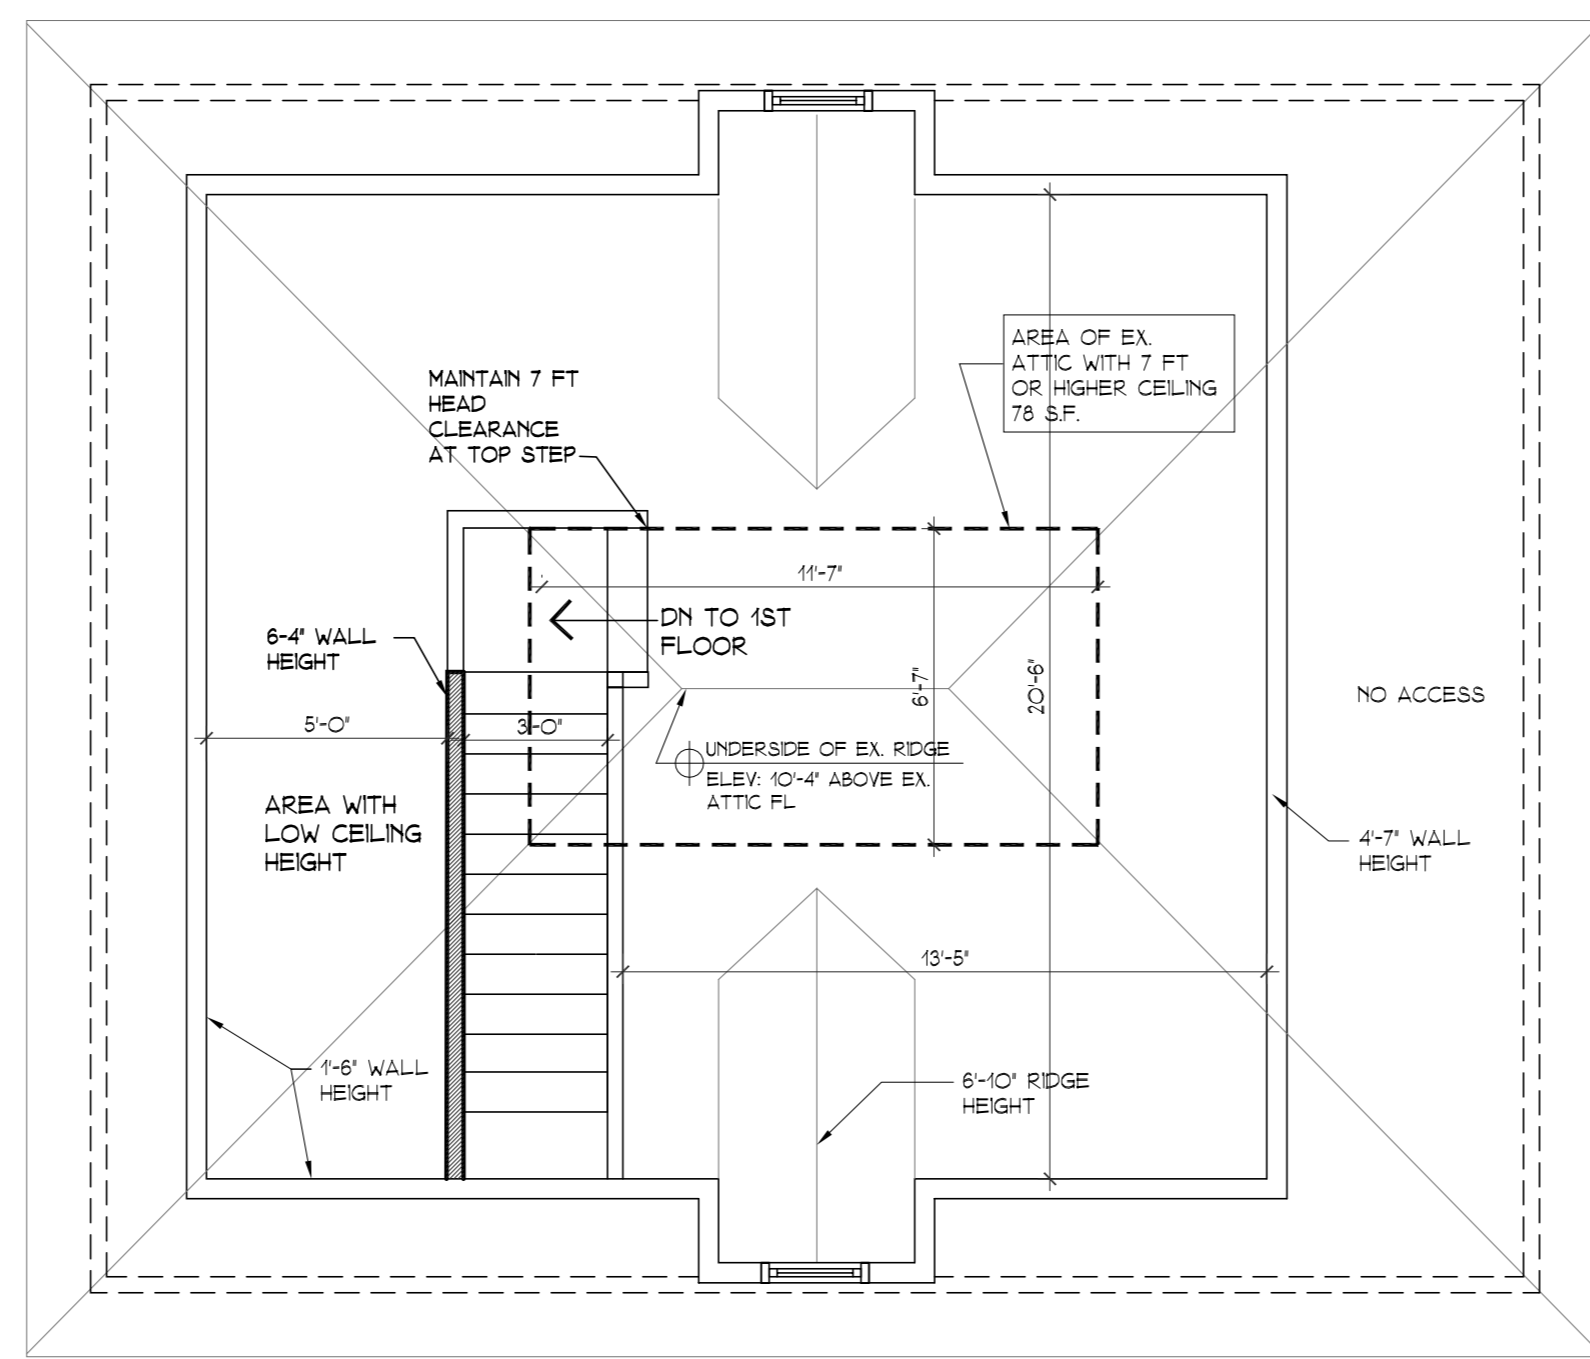 AREA OF EX.
ATTIC WITH 7 FT
OR HIGHER CEILING
78 S.F.
MAINTAIN 7 FT
HEAD
CLEARANCE
AT TOP STEP
11'-7"
DN TO 1ST
FLOOR
6-4" WALL
HEIGHT
6'-7"
20'-6"
NO ACCESS
5'-0"
3'-0"
UNDERSIDE OF EX. RIDGE
ELEV: 10'-4" ABOVE EX.
ATTIC FL
AREA WITH
LOW CEILING
HEIGHT
4'-7" WALL
HEIGHT
13'-5"
1'-6" WALL
HEIGHT
6'-10" RIDGE
HEIGHT